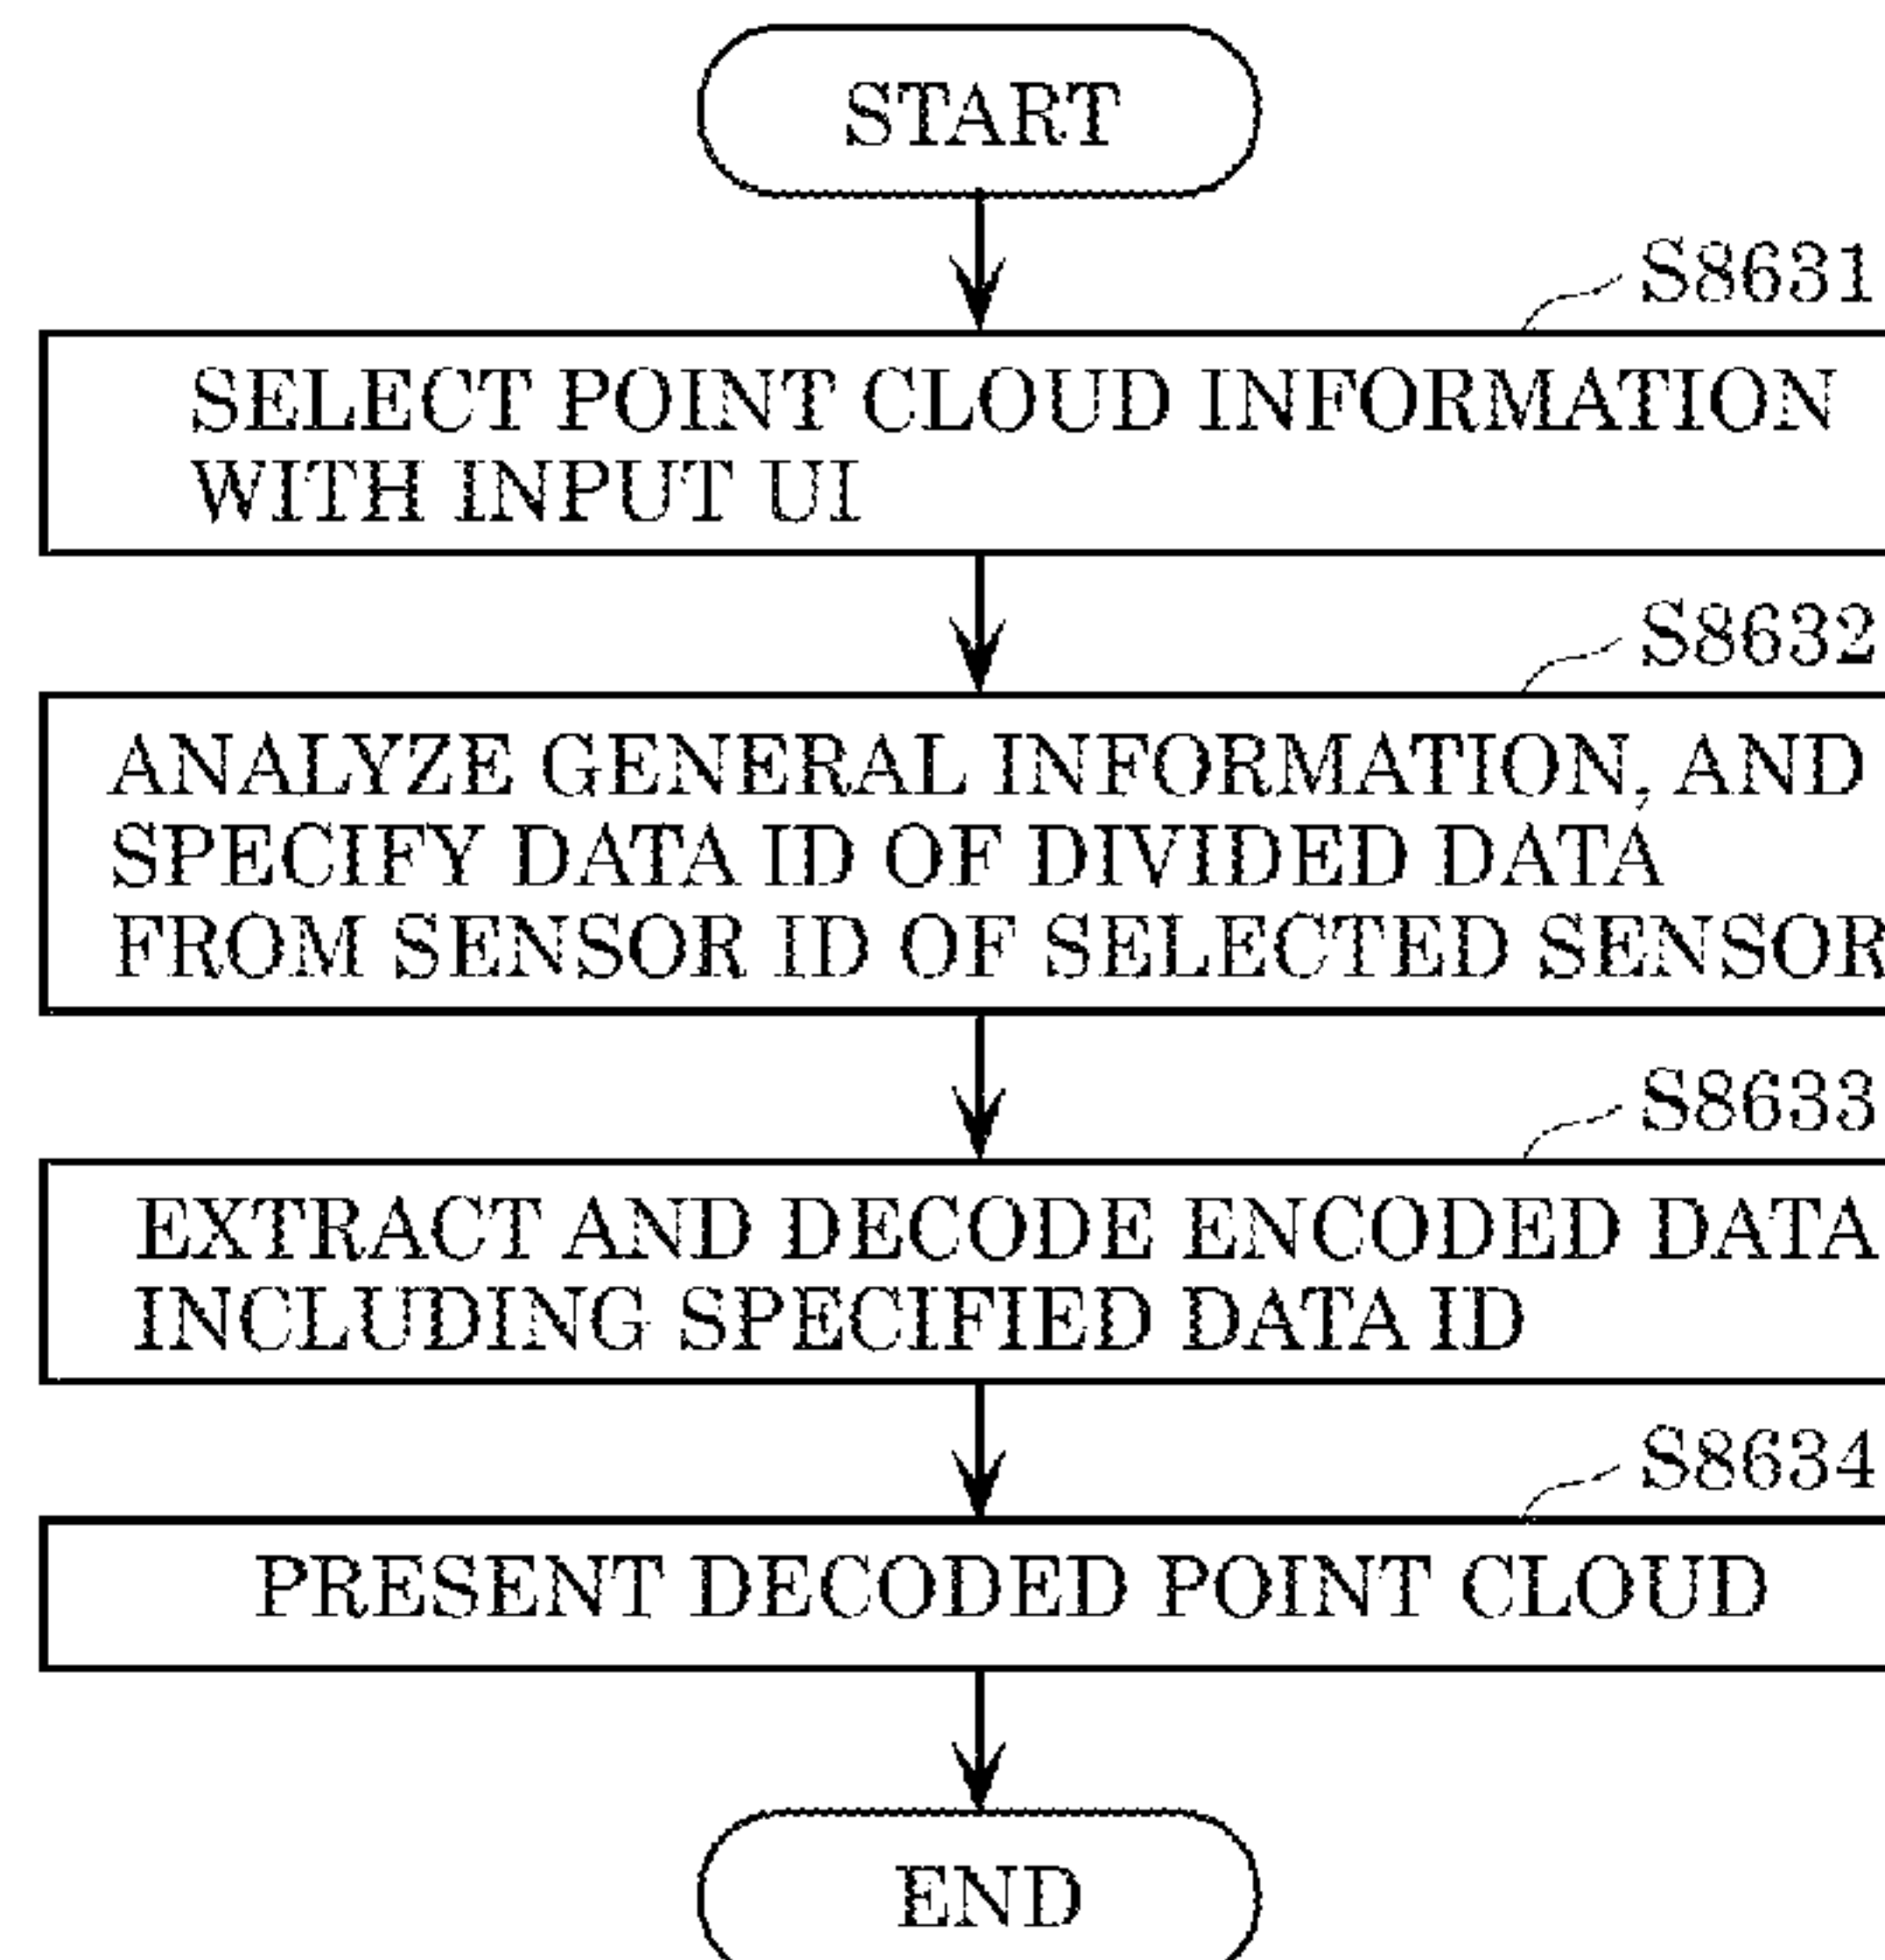 START
S8631
SELECT POINT CLOUD INFORMATION
WITH INPUT UI
S8632
ANALYZE GENERAL INFORMATION, AND
SPECIFY DATA ID OF DIVIDED DATA
FROM SENSOR ID OF SELECTED SENSOR
S8633
EXTRACT AND DECODE ENCODED DATA
INCLUDING SPECIFIED DATA ID
S8634
PRESENT DECODED POINT CLOUD
END